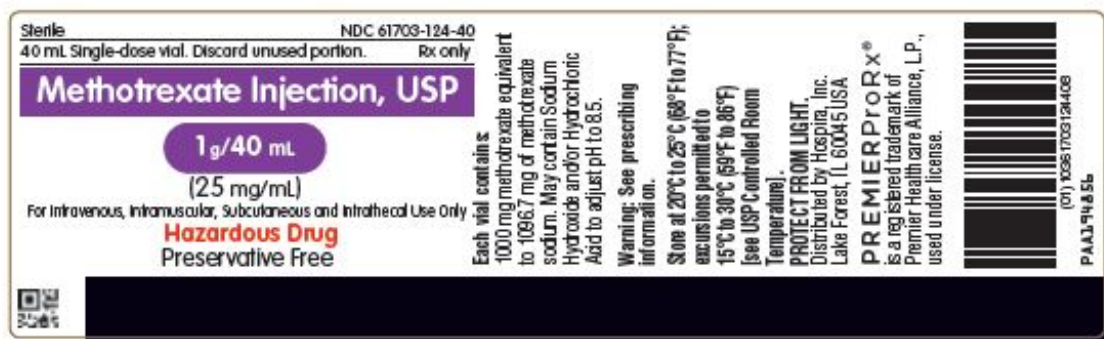 Sterile NDC 61703-124-40
40 mL Single-dose vial. Discard unused portion. Rx only
Methotrexate Injection, USP
1g/40 mL
(25 mg/mL)
For Intravenous, Intramuscular, Subcutaneous and Intrathecal Use Only
Hazardous Drug
Preservative Free
Each vial contains:
1000 mg methotrexate equivalent
to 1096.7 mg of methotrexate
sodium. May contain Sodium
Hydroxide and/or Hydrochloric
Acid to adjust pH to 8.5.
Warning: See prescribing
information.
Store at 20°C to 25°C (68°F to 77°F);
excursions permitted to
15°C to 30°C (59°F to 86°F)
[see USP Controlled Room
Temperature].
PROTECT FROM LIGHT.
Distributed by Hospira, Inc.
Lake Forest, IL 60045 USA
PREMIERProRx®
is a registered trademark of
Premier Healthcare Alliance, L.P.,
used under license.
(01) 10361703124408
PAA194856